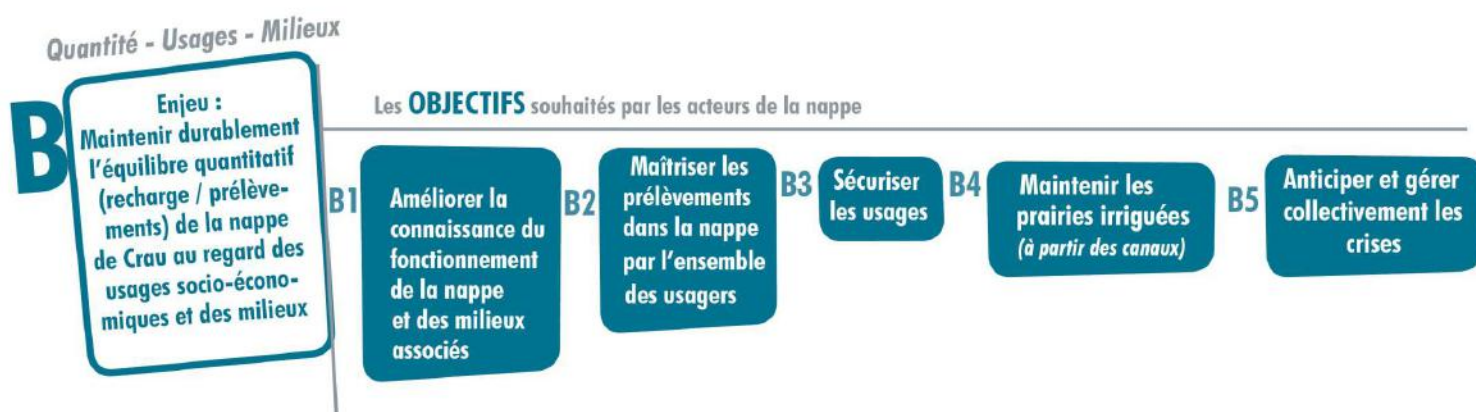 Quantité - Usages - Milieux
B
Enjeu :
Maintenir durablement
l'équilibre quantitatif
(recharge / prélève-
ments) de la nappe
de Crau au regard des
usages socio-écono-
miques et des milieux
Les OBJECTIFS souhaités par les acteurs de la nappe
B1
Améliorer la
connaissance du
fonctionnement
de la nappe
et des milieux
associés
B2
Maîtriser les
prélèvements
dans la nappe
par l'ensemble
des usagers
B3
Sécuriser
les usages
B4
Maintenir les
prairies irriguées
(à partir des canaux)
B5
Anticiper et gérer
collectivement les
crises